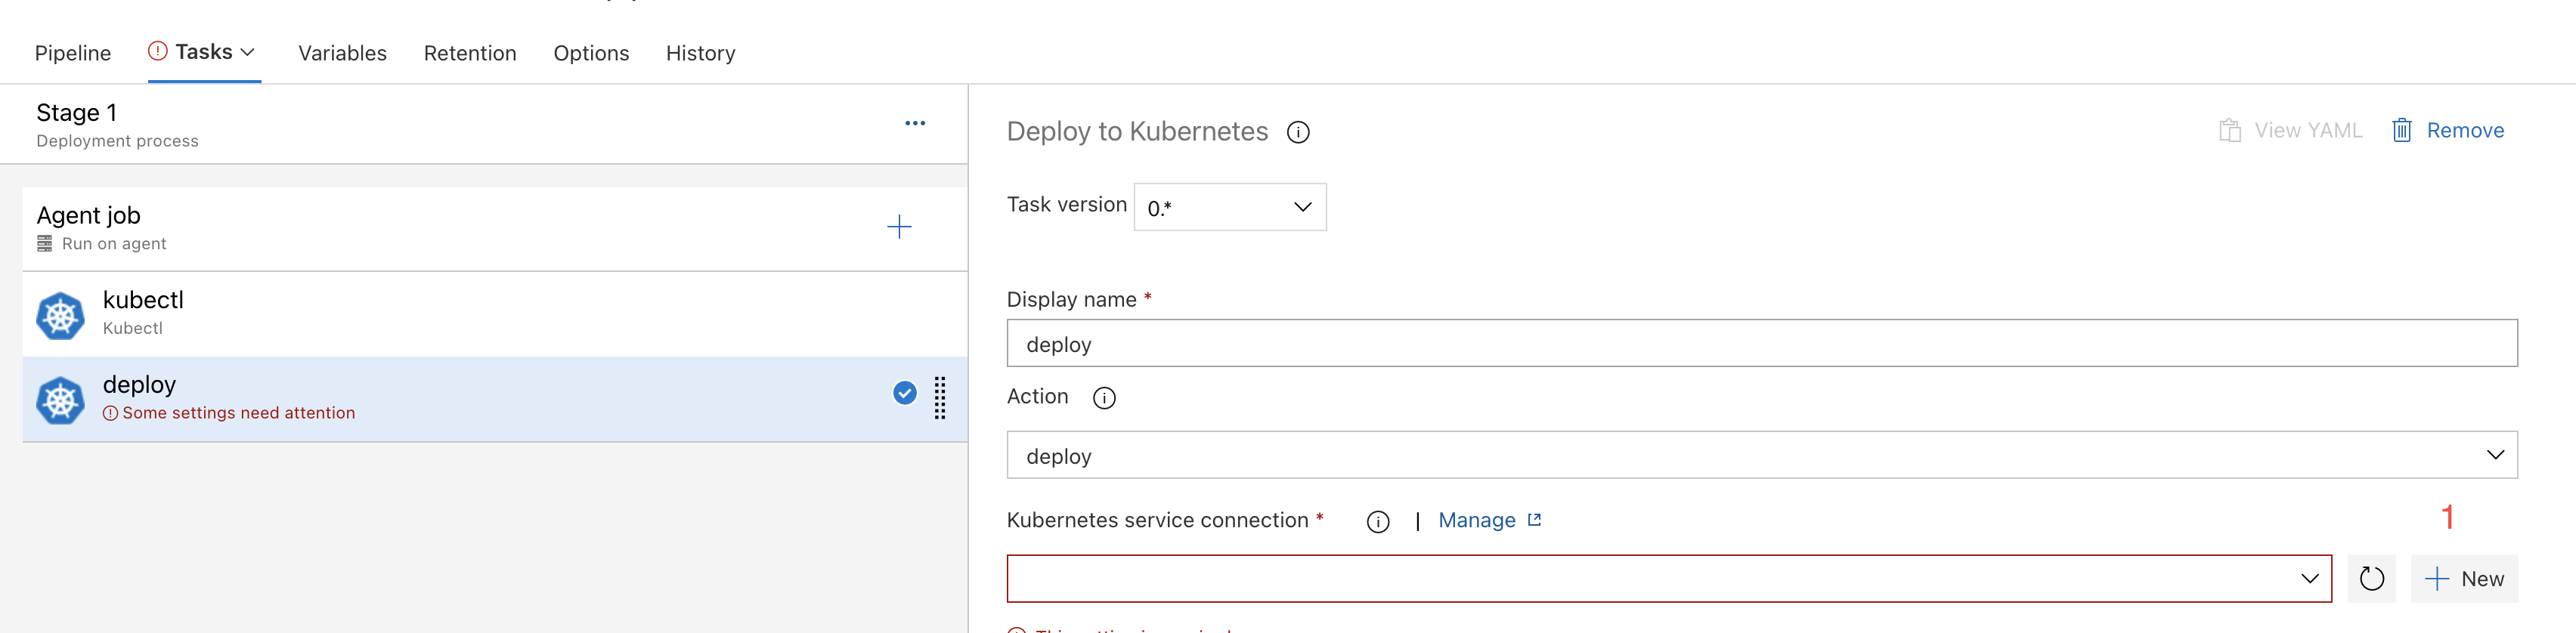 Pipeline Tasks Variables Retention Options History
Stage 1
Deployment process
Agent job
Run on agent
kubectl
Kubectl
deploy
Some settings need attention
Deploy to Kubernetes
View YAML Remove
Task version 0.*
Display name *
deploy
Action
deploy
Kubernetes service connection * | Manage
1
New